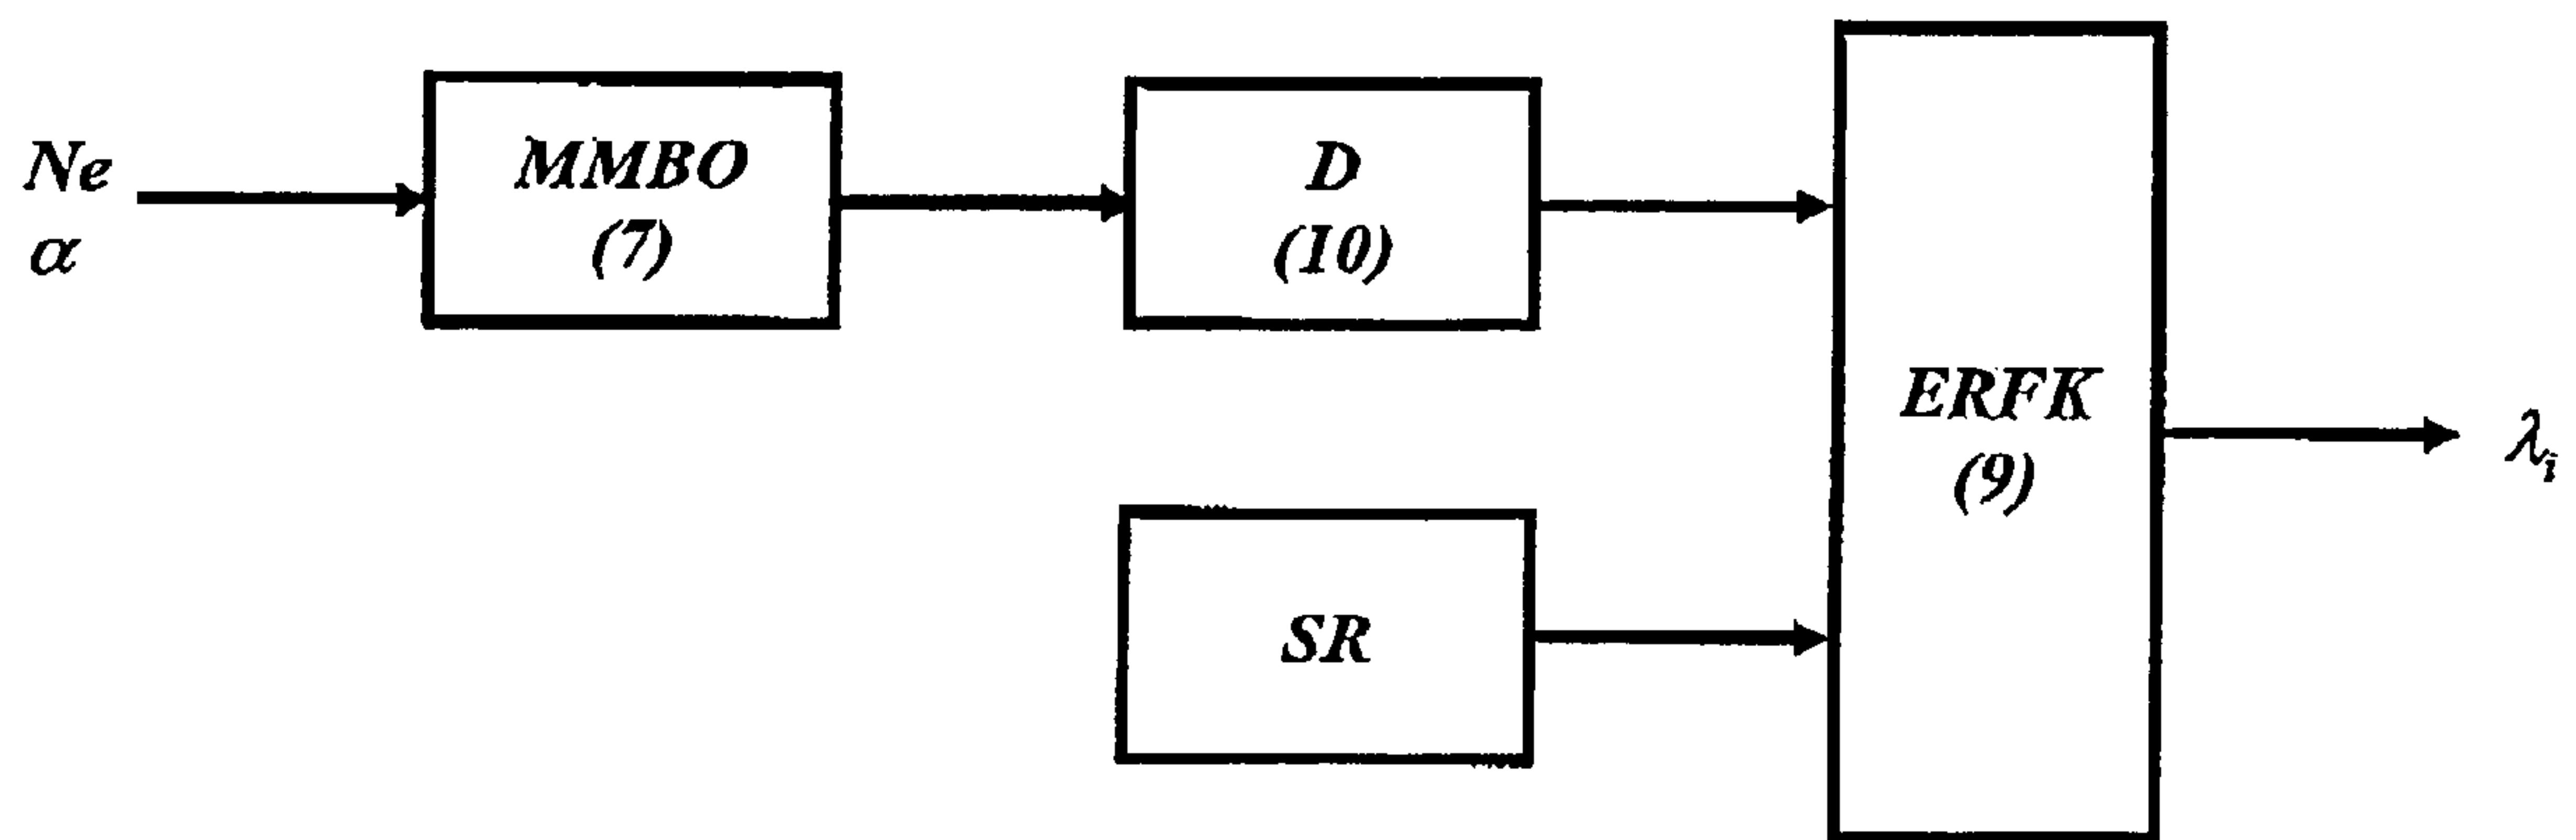 Ne
α
MMBO
(7)
D
(10)
ERFK
(9)
λi
SR